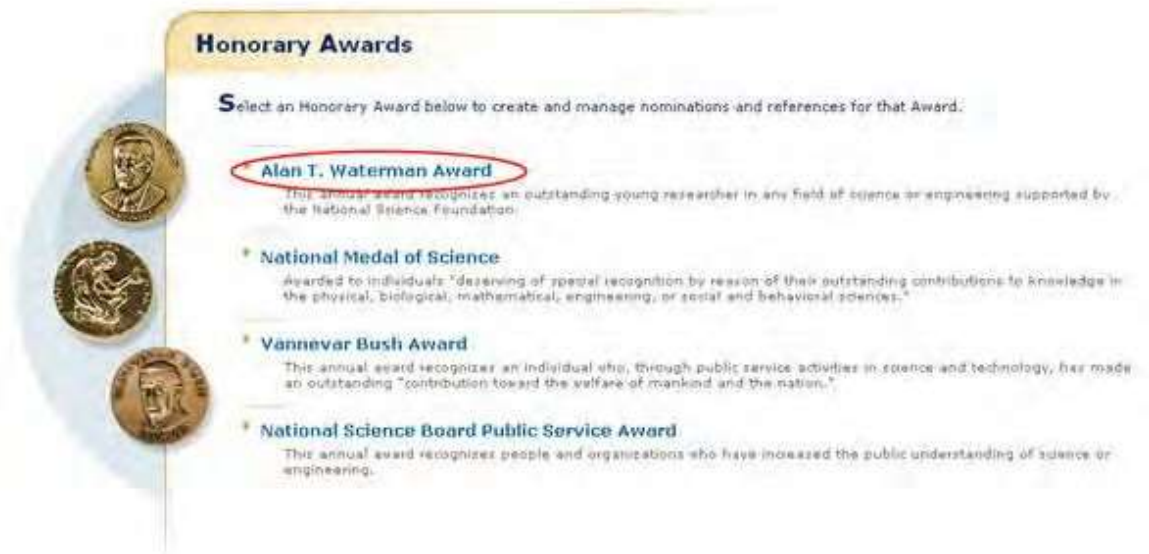 Honorary Awards
Select an Honorary Award below to create and manage nominations and references for that Award.
Alan T. Waterman Award
This annual award recognizes an outstanding young researcher in any field of science or engineering supported by
the National Science Foundation.
National Medal of Science
Awarded to individuals "deserving of special recognition by reason of their outstanding contributions to knowledge in
the physical, biological, mathematical, engineering, or social and behavioral sciences."
Vannevar Bush Award
This annual award recognizes an individual who, through public service activities in science and technology, has made
an outstanding "contribution toward the welfare of mankind and the nation."
National Science Board Public Service Award
This annual award recognizes people and organizations who have increased the public understanding of science or
engineering.